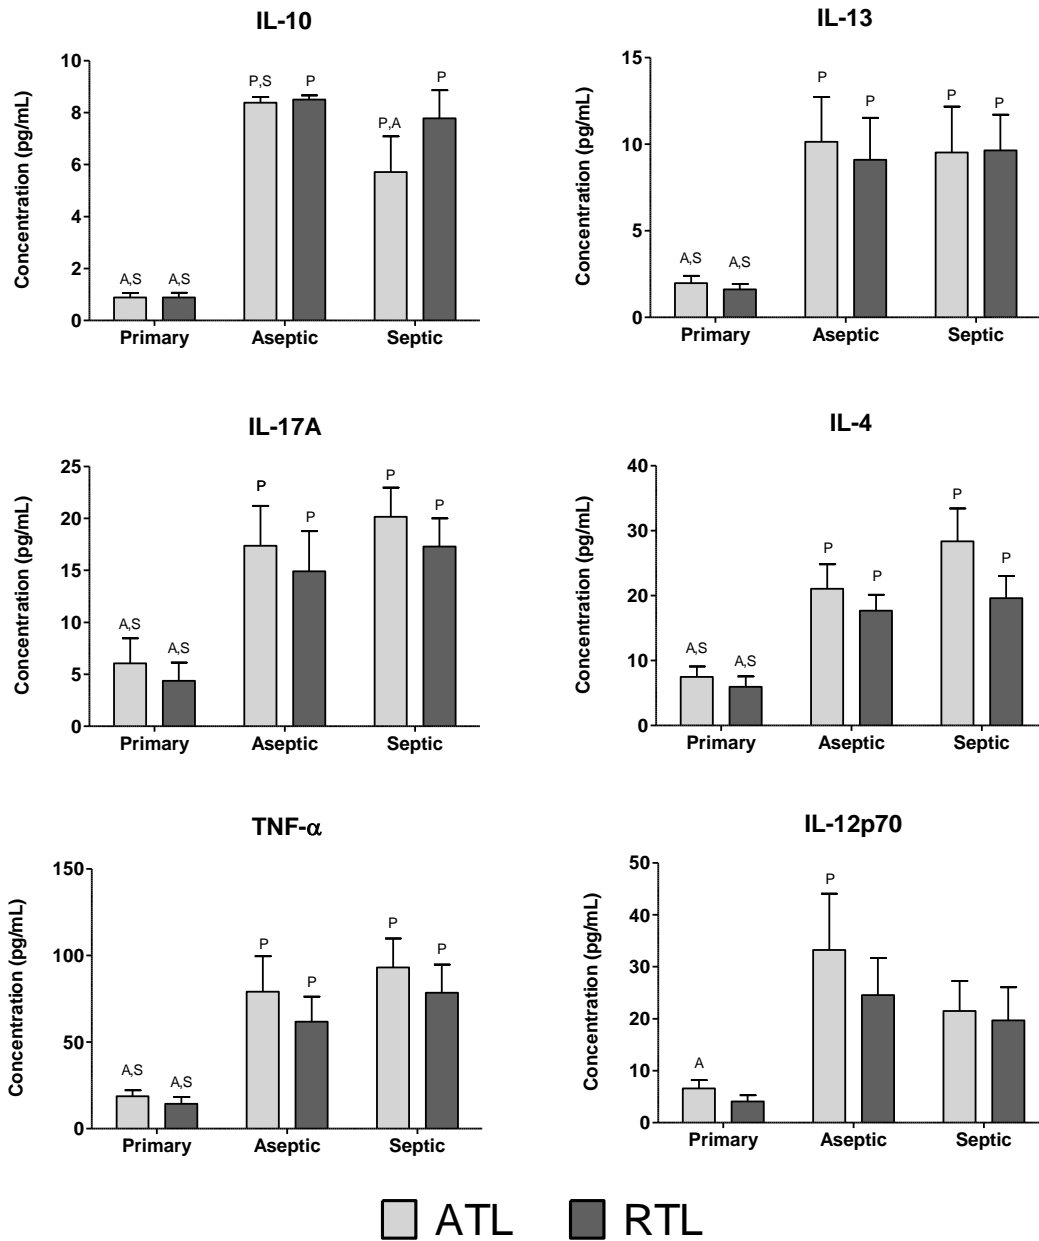 IL-10
Concentration (pg/mL)
10
8
6
4
2
0
A,S A,S P,S P P,A P
Primary Aseptic Septic
IL-13
Concentration (pg/mL)
15
10
5
0
A,S A,S P P P P
Primary Aseptic Septic
IL-17A
Concentration (pg/mL)
25
20
15
10
5
0
A,S A,S P P P P
Primary Aseptic Septic
IL-4
Concentration (pg/mL)
40
30
20
10
0
A,S A,S P P P P
Primary Aseptic Septic
TNF-α
Concentration (pg/mL)
150
100
50
0
A,S A,S P P P P
Primary Aseptic Septic
IL-12p70
Concentration (pg/mL)
50
40
30
20
10
0
A P
Primary Aseptic Septic
ATL RTL